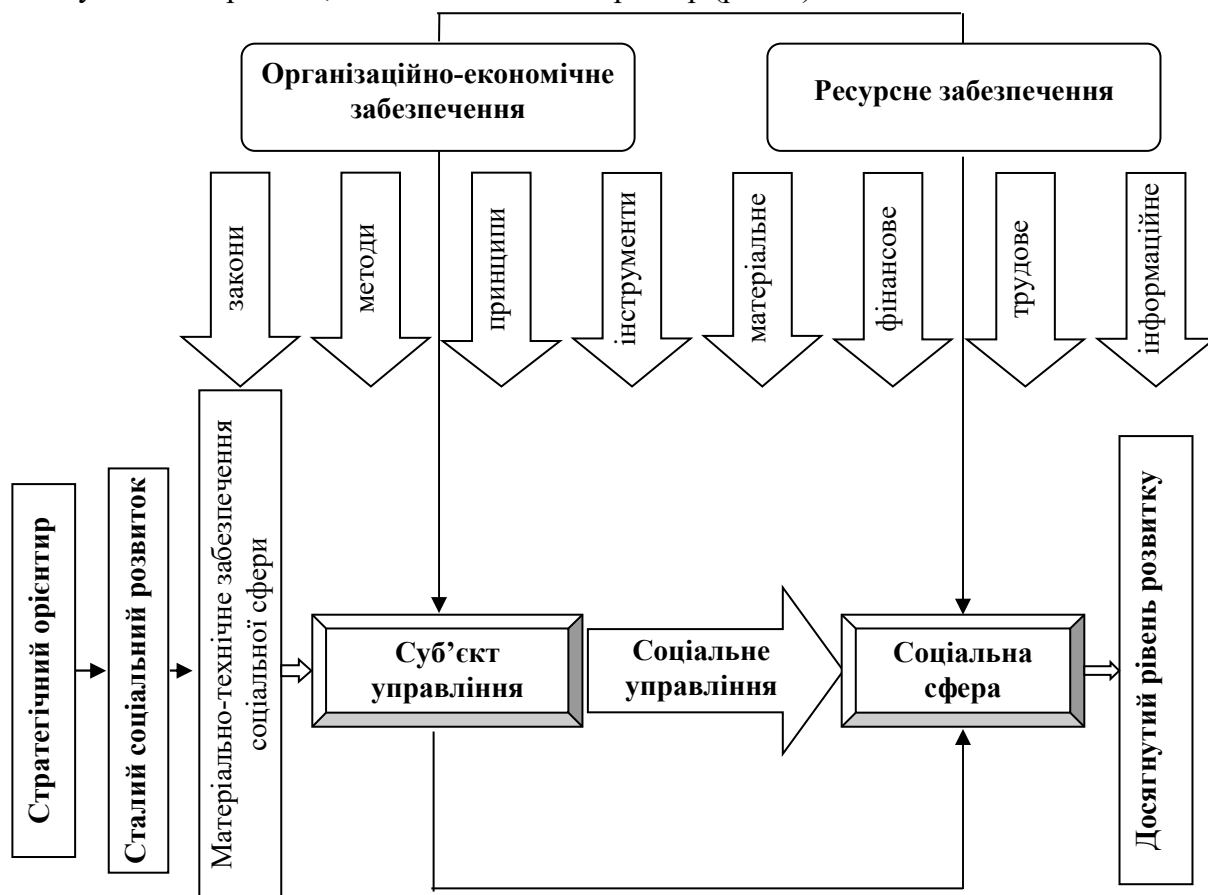 Організаційно-економічне
забезпечення
Ресурсне забезпечення
закони
методи
принципи
інструменти
матеріальне
фінансове
трудове
інформаційне
Стратегічний орієнтир
Сталий соціальний розвиток
Матеріально-технічне забезпечення
соціальної сфери
Суб’єкт
управління
Соціальне
управління
Соціальна
сфера
Досягнутий рівень розвитку